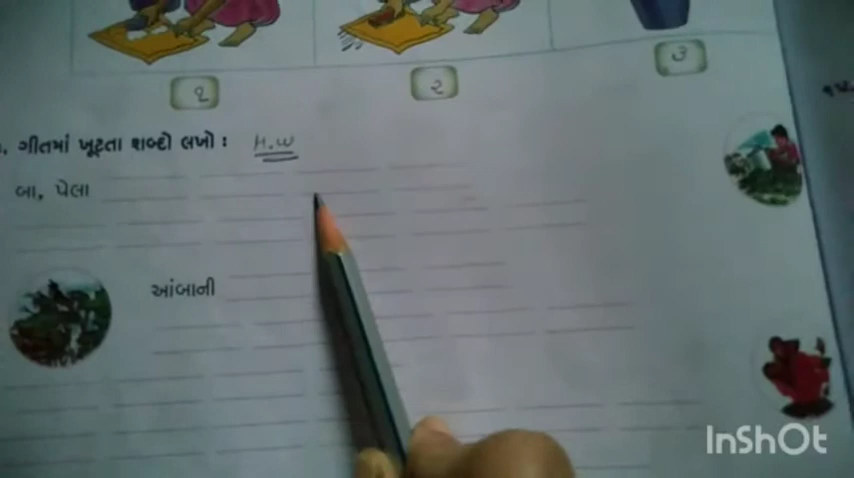 ૧ ૨ ૩
ગીતમાં ખૂટતા શબ્દો લખો : H.W
બા, પેલા
આંબાની
InShOt